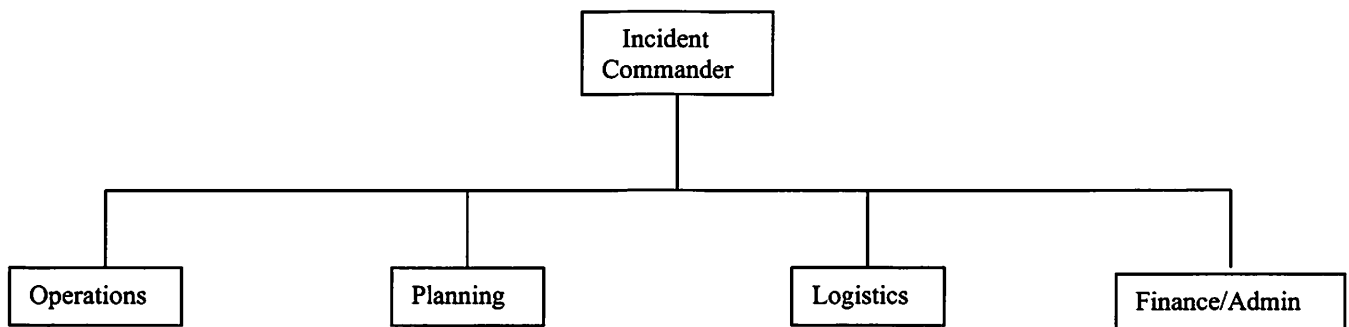 Incident
Commander
Operations
Planning
Logistics
Finance/Admin